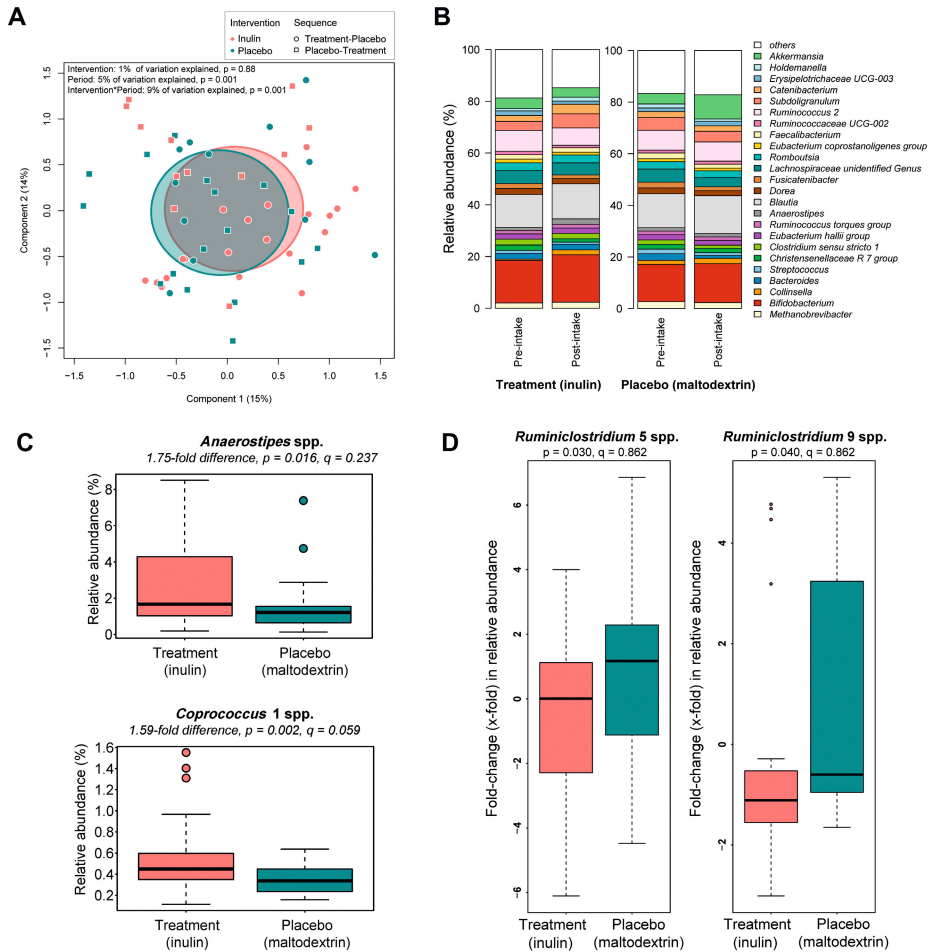 A
Intervention Sequence
Inulin Treatment-Placebo
Placebo Placebo-Treatment
Intervention: 1% of variation explained, p = 0.88
Period: 5% of variation explained, p = 0.001
Intervention*Period: 9% of variation explained, p = 0.001
Component 2 (14%)
1.5
1.0
0.5
0.0
−0.5
−1.0
−1.5
−1.5 −1.0 −0.5 0.0 0.5 1.0 1.5
Component 1 (15%)
B
Relative abundance (%)
100 100
80 80
60 60
40 40
20 20
0 0
Pre-intake Post-intake Pre-intake Post-intake
Treatment (inulin) Placebo (maltodextrin)
others
Akkermansia
Holdemanella
Erysipelotrichaceae UCG-003
Catenibacterium
Subdoligranulum
Ruminococcus 2
Ruminococcaceae UCG-002
Faecalibacterium
Eubacterium coprostanoligenes group
Romboutsia
Lachnospiraceae unidentified Genus
Fusicatenibacter
Dorea
Blautia
Anaerostipes
Ruminococcus torques group
Eubacterium hallii group
Clostridium sensu stricto 1
Christensenellaceae R 7 group
Streptococcus
Bacteroides
Collinsella
Bifidobacterium
Methanobrevibacter
C
Anaerostipes spp.
1.75-fold difference, p = 0.016, q = 0.237
Relative abundance (%)
8
6
4
2
0
Treatment Placebo
(inulin) (maltodextrin)
Coprococcus 1 spp.
1.59-fold difference, p = 0.002, q = 0.059
Relative abundance (%)
1.6
1.4
1.2
1.0
0.8
0.6
0.4
0.2
Treatment Placebo
(inulin) (maltodextrin)
D
Ruminiclostridium 5 spp.
p = 0.030, q = 0.862
Fold-change (x-fold) in relative abundance
6
4
2
0
−2
−4
−6
Treatment Placebo
(inulin) (maltodextrin)
Ruminiclostridium 9 spp.
p = 0.040, q = 0.862
Fold-change (x-fold) in relative abundance
4
2
0
−2
Treatment Placebo
(inulin) (maltodextrin)